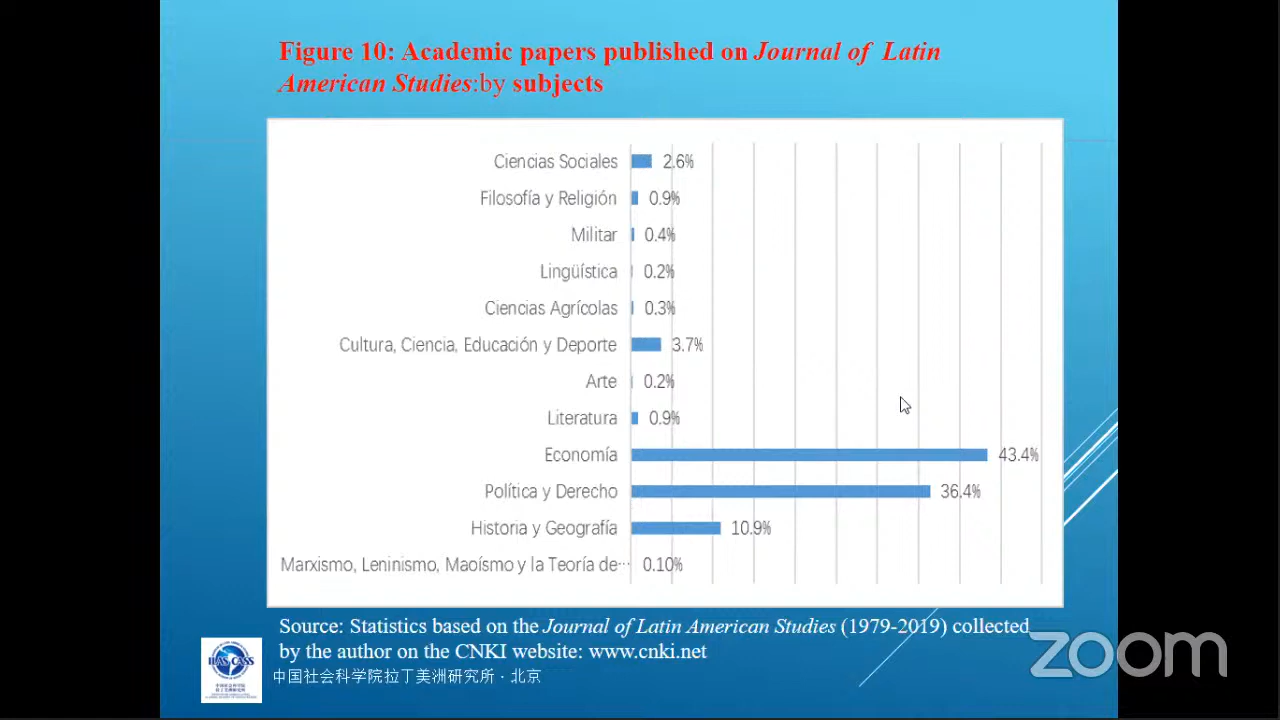 Figure 10: Academic papers published on Journal of Latin
American Studies:by subjects
Ciencias Sociales 2.6%
Filosofía y Religión 0.9%
Militar 0.4%
Lingüística 0.2%
Ciencias Agrícolas 0.3%
Cultura, Ciencia, Educación y Deporte 3.7%
Arte 0.2%
Literatura 0.9%
Economía 43.4%
Política y Derecho 36.4%
Historia y Geografía 10.9%
Marxismo, Leninismo, Maoísmo y la Teoría de··· 0.10%
Source: Statistics based on the Journal of Latin American Studies (1979-2019) collected
by the author on the CNKI website: www.cnki.net
ILAS CASS
中国社会科学院拉丁美洲研究所·北京
zoom